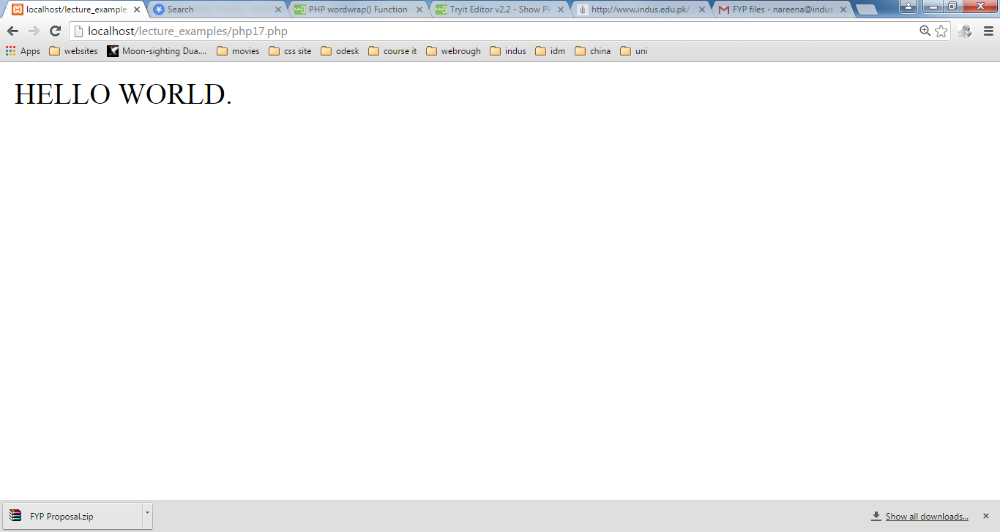 localhost/lecture_example
Search
PHP wordwrap() Function
Tryit Editor v2.2 - Show PH
http://www.indus.edu.pk/
FYP files - nareena@indus.
localhost/lecture_examples/php17.php
Apps websites Moon-sighting Dua.... movies css site odesk course it webrough indus idm china uni
HELLO WORLD.
FYP Proposal.zip
Show all downloads...